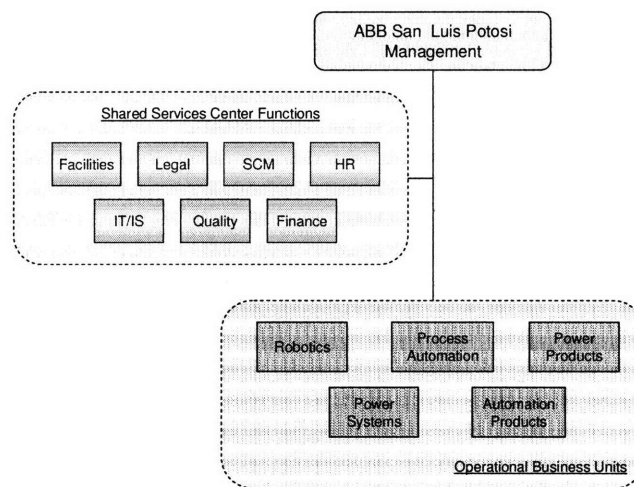 ABB San Luis Potosi
Management
Shared Services Center Functions
Facilities
Legal
SCM
HR
IT/IS
Quality
Finance
Robotics
Process
Automation
Power
Products
Power
Systems
Automation
Products
Operational Business Units